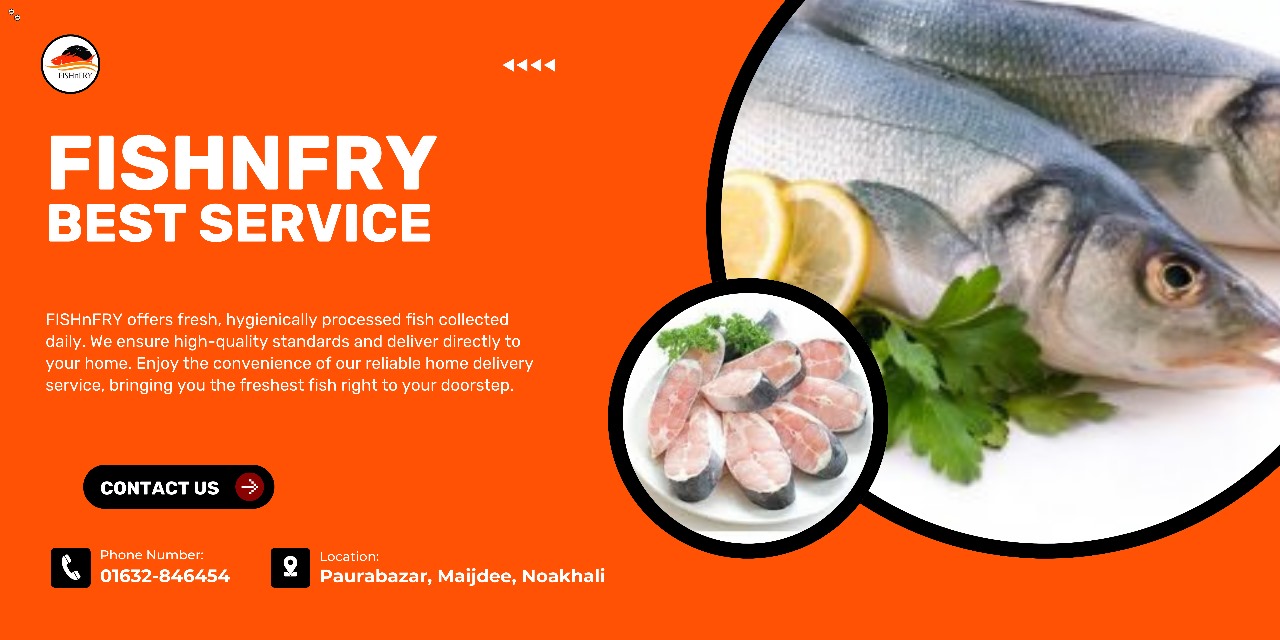 FISHnFRY
FISHNFRY
BEST SERVICE
FISHnFRY offers fresh, hygienically processed fish collected
daily. We ensure high-quality standards and deliver directly to
your home. Enjoy the convenience of our reliable home delivery
service, bringing you the freshest fish right to your doorstep.
CONTACT US
Phone Number:
01632-846454
Location:
Paurabazar, Maijdee, Noakhali